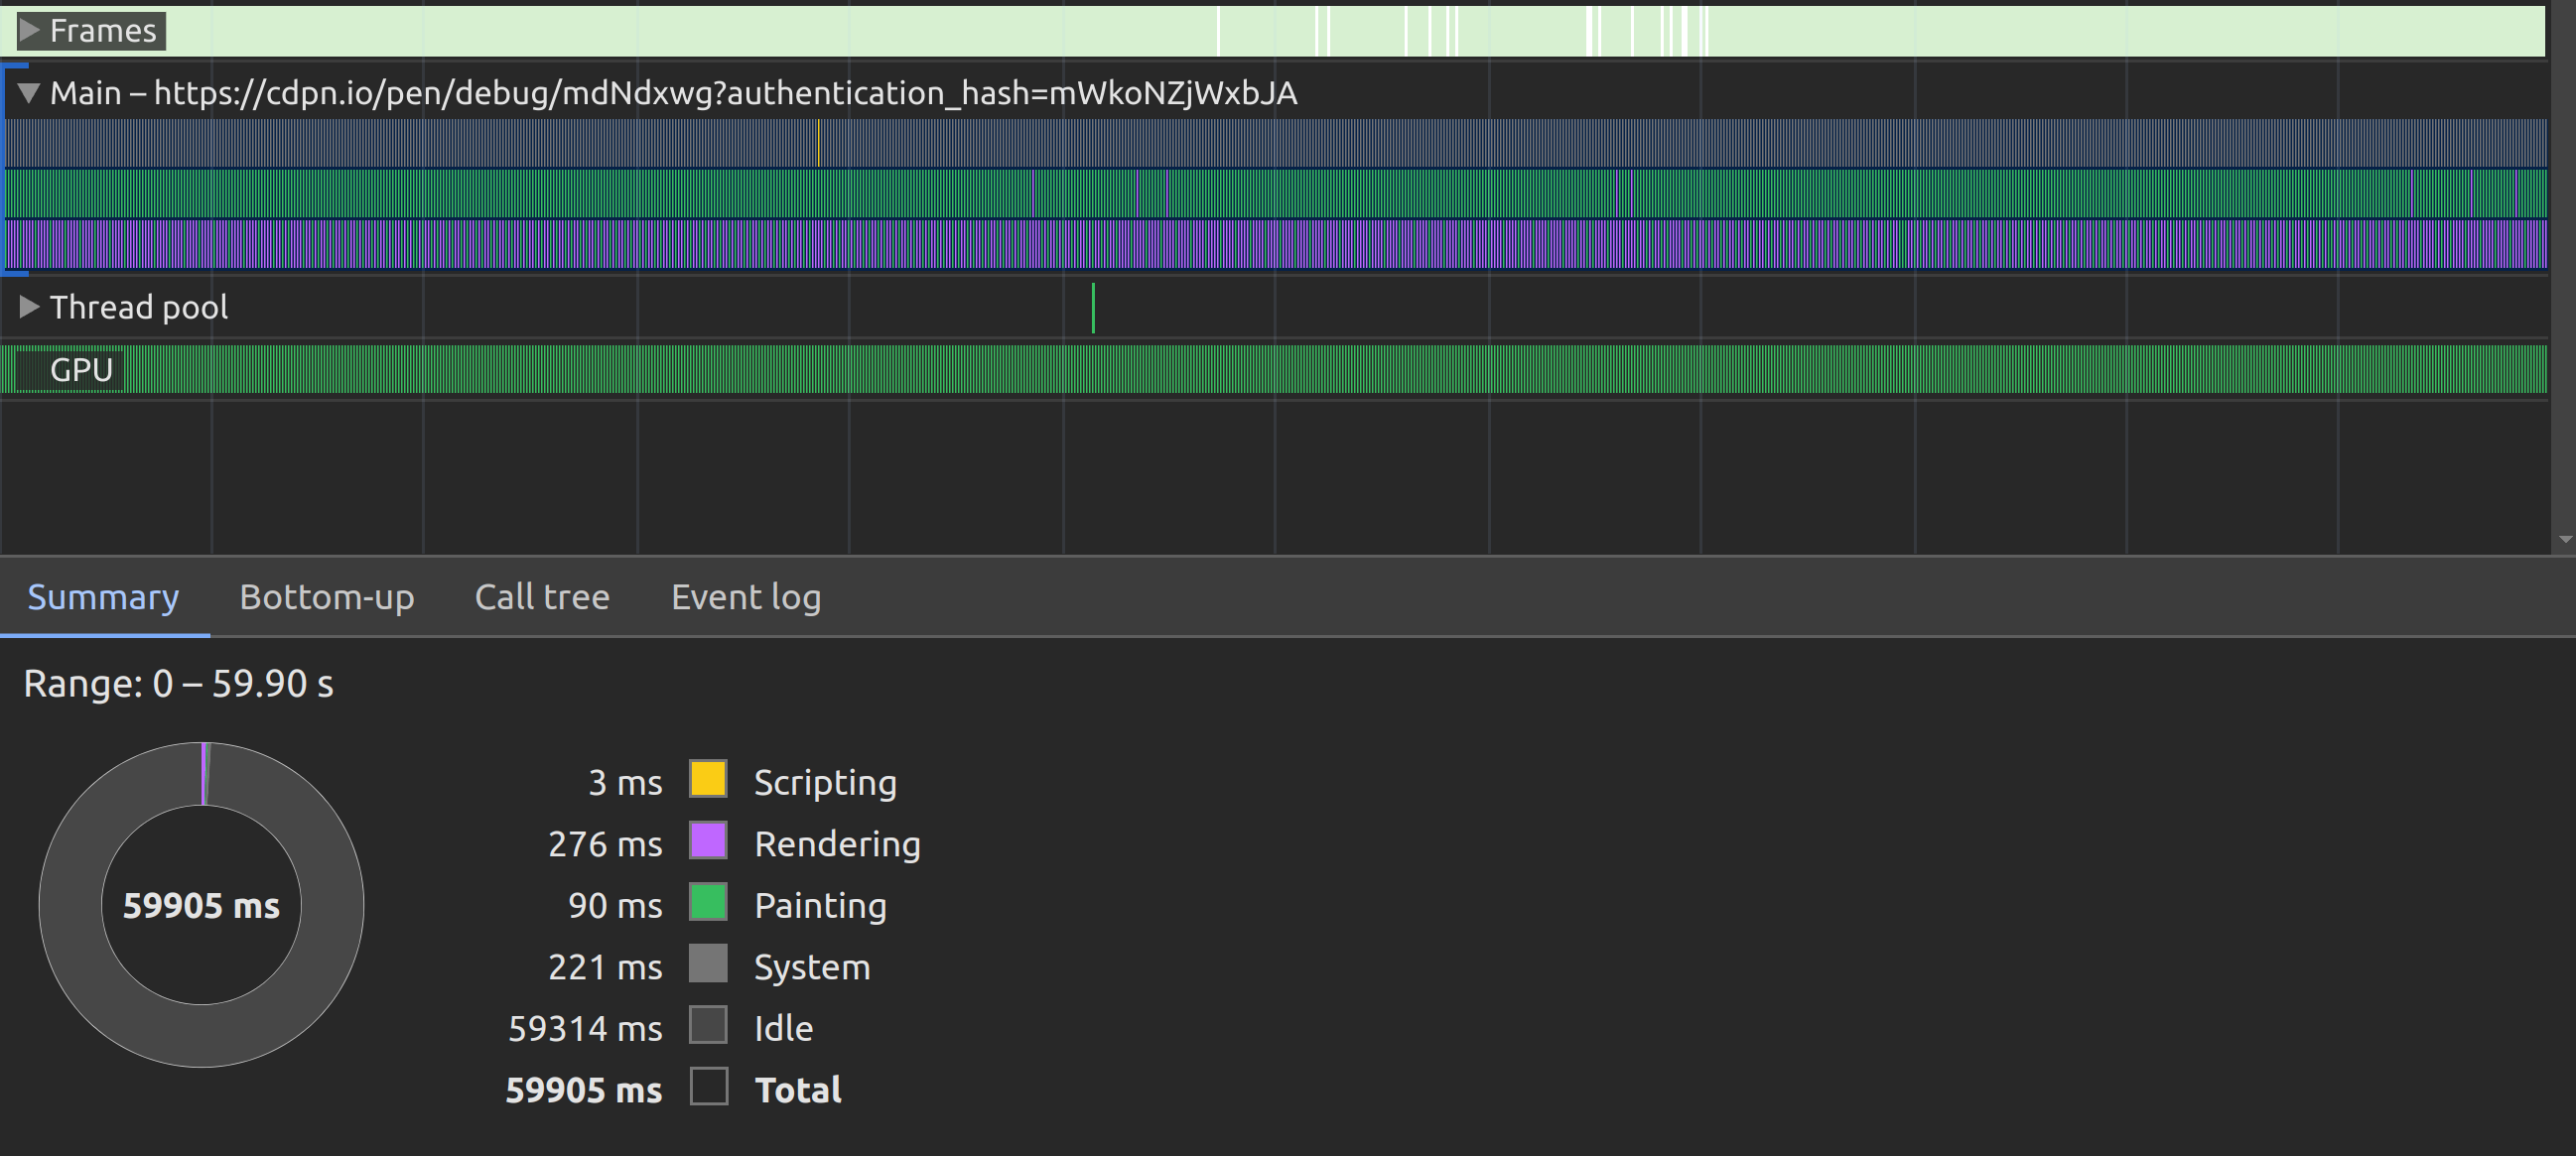 Frames
Main – https://cdpn.io/pen/debug/mdNdxwg?authentication_hash=mWkoNZjWxbJA
Thread pool
GPU
Summary Bottom-up Call tree Event log
Range: 0 – 59.90 s
59905 ms
3 ms Scripting
276 ms Rendering
90 ms Painting
221 ms System
59314 ms Idle
59905 ms Total